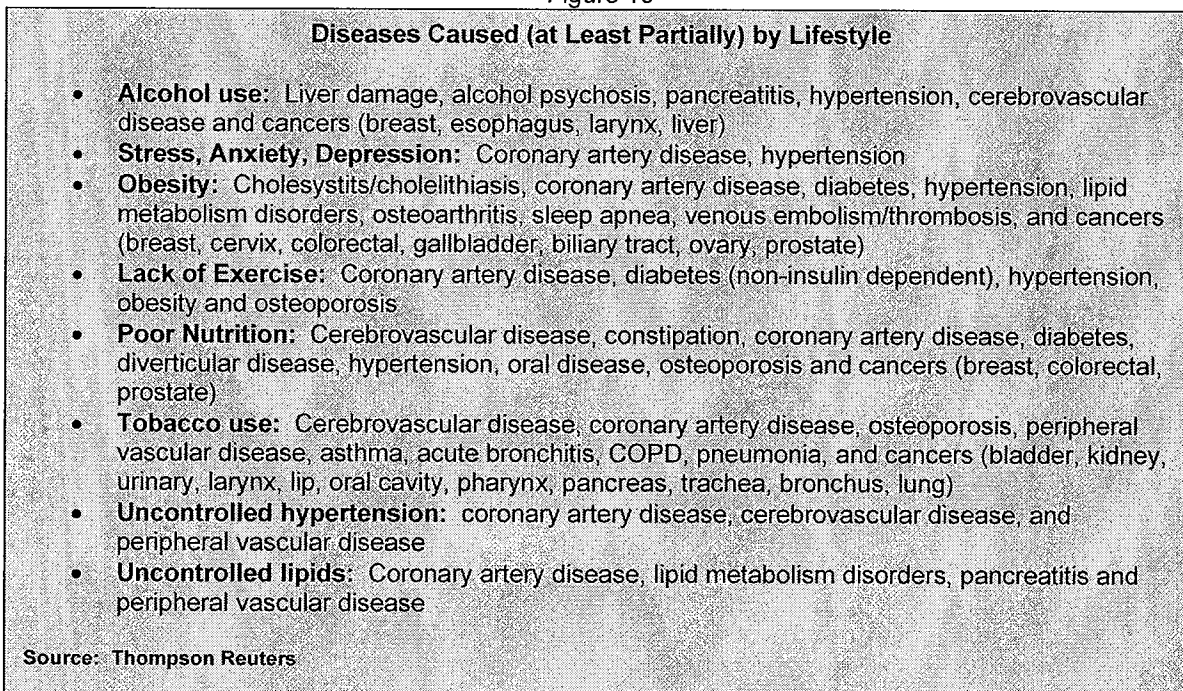 Diseases Caused (at Least Partially) by Lifestyle
• Alcohol use: Liver damage, alcohol psychosis, pancreatitis, hypertension, cerebrovascular
disease and cancers (breast, esophagus, larynx, liver)
• Stress, Anxiety, Depression: Coronary artery disease, hypertension
• Obesity: Cholesystits/cholelithiasis, coronary artery disease, diabetes, hypertension, lipid
metabolism disorders, osteoarthritis, sleep apnea, venous embolism/thrombosis, and cancers
(breast, cervix, colorectal, gallbladder, biliary tract, ovary, prostate)
• Lack of Exercise: Coronary artery disease, diabetes (non-insulin dependent), hypertension,
obesity and osteoporosis
• Poor Nutrition: Cerebrovascular disease, constipation, coronary artery disease, diabetes,
diverticular disease, hypertension, oral disease, osteoporosis and cancers (breast, colorectal,
prostate)
• Tobacco use: Cerebrovascular disease, coronary artery disease, osteoporosis, peripheral
vascular disease, asthma, acute bronchitis, COPD, pneumonia, and cancers (bladder, kidney,
urinary, larynx, lip, oral cavity, pharynx, pancreas, trachea, bronchus, lung)
• Uncontrolled hypertension: coronary artery disease, cerebrovascular disease, and
peripheral vascular disease
• Uncontrolled lipids: Coronary artery disease, lipid metabolism disorders, pancreatitis and
peripheral vascular disease
Source: Thompson Reuters